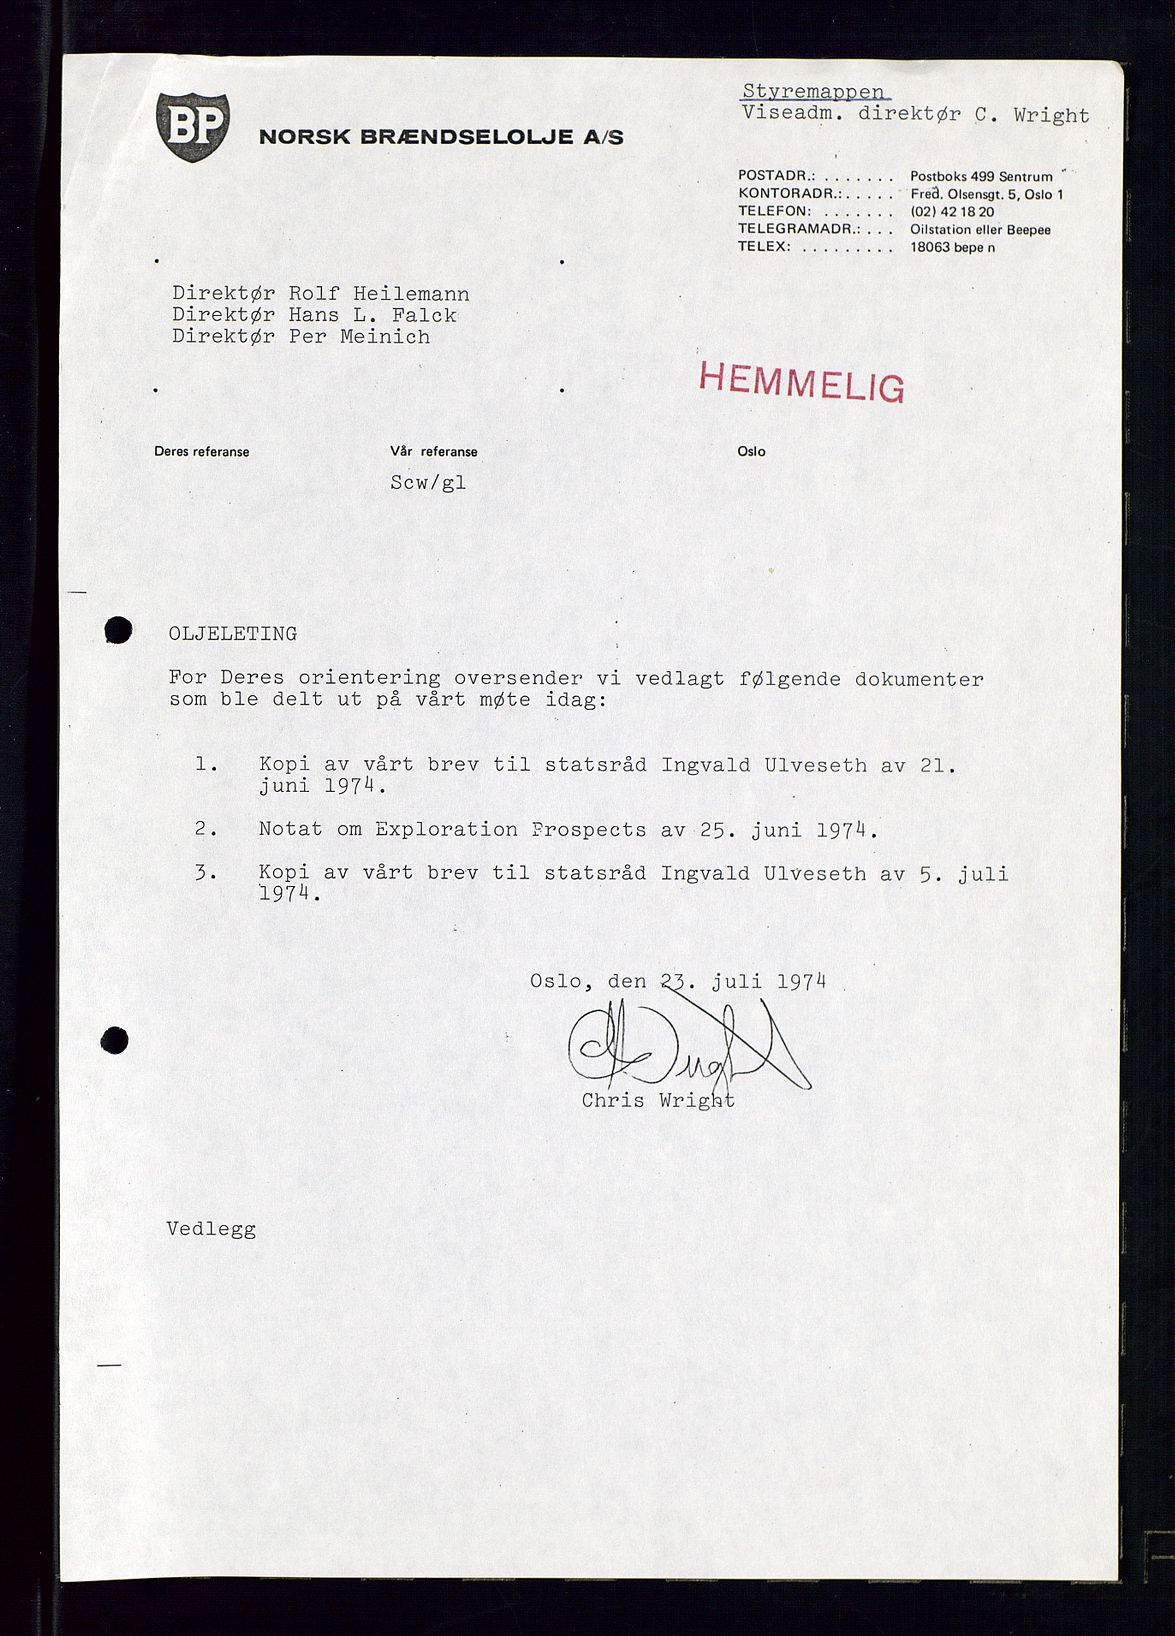 Styremappen
Viseadm. direktør C. Wright
BP
NORSK BRÆNDSELOLJE A/S
POSTADR.: . . . . . . . Postboks 499 Sentrum
KONTORADR.: . . . . . Fred. Olsensgt. 5, Oslo 1
TELEFON: . . . . . . . (02) 42 18 20
TELEGRAMADR.: . . . Oilstation eller Beepee
TELEX: . . . . . . . . . 18063 bepe n
Direktør Rolf Heilemann
Direktør Hans L. Falck
Direktør Per Meinich
HEMMELIG
Deres referanse Vår referanse Oslo
Scw/gl
OLJELETING
For Deres orientering oversender vi vedlagt følgende dokumenter
som ble delt ut på vårt møte idag:
1. Kopi av vårt brev til statsråd Ingvald Ulveseth av 21.
juni 1974.
2. Notat om Exploration Prospects av 25. juni 1974.
3. Kopi av vårt brev til statsråd Ingvald Ulveseth av 5. juli
1974.
Oslo, den 23. juli 1974
Chris Wright
Vedlegg